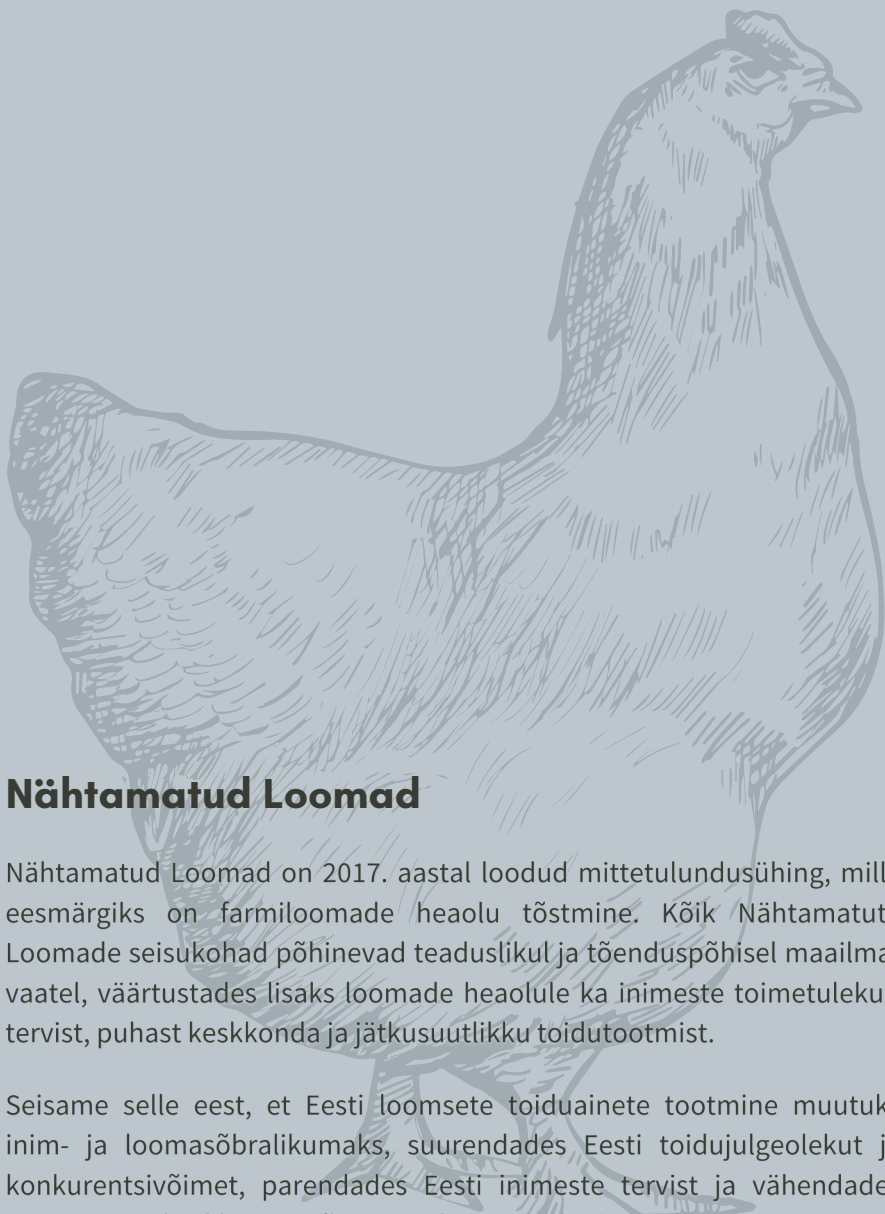 Nähtamatud Loomad
Nähtamatud Loomad on 2017. aastal loodud mittetulundusühing, mill
eesmärgiks on farmiloomade heaolu tõstmine. Kõik Nähtamatut
Loomade seisukohad põhinevad teaduslikul ja tõenduspõhisel maailma
vaatel, väärtustades lisaks loomade heaolule ka inimeste toimetuleku
tervist, puhast keskkonda ja jätkusuutlikku toidutootmist.
Seisame selle eest, et Eesti loomsete toiduainete tootmine muutuk
inim- ja loomasõbralikumaks, suurendades Eesti toidujulgeolekut j
konkurentsivõimet, parendades Eesti inimeste tervist ja vähendade